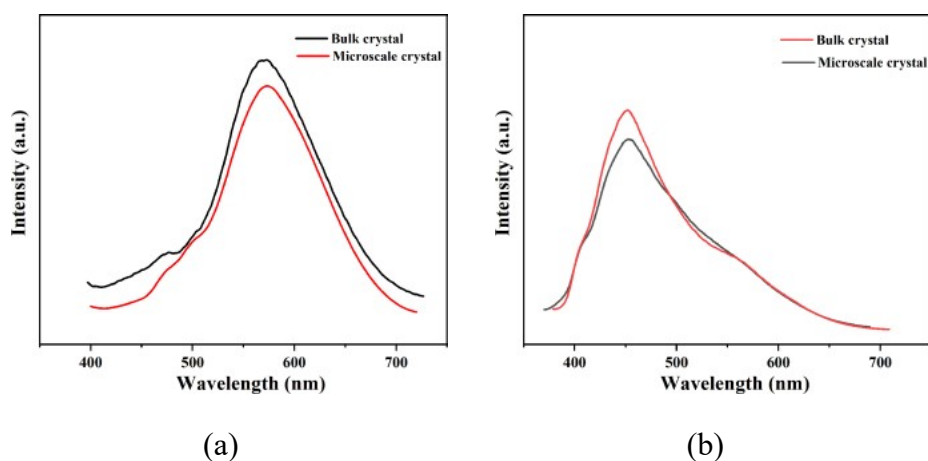 Bulk crystal
Microscale crystal
Intensity (a.u.)
400 500 600 700
Wavelength (nm)
(a)
Bulk crystal
Microscale crystal
Intensity (a.u.)
400 500 600 700
Wavelength (nm)
(b)